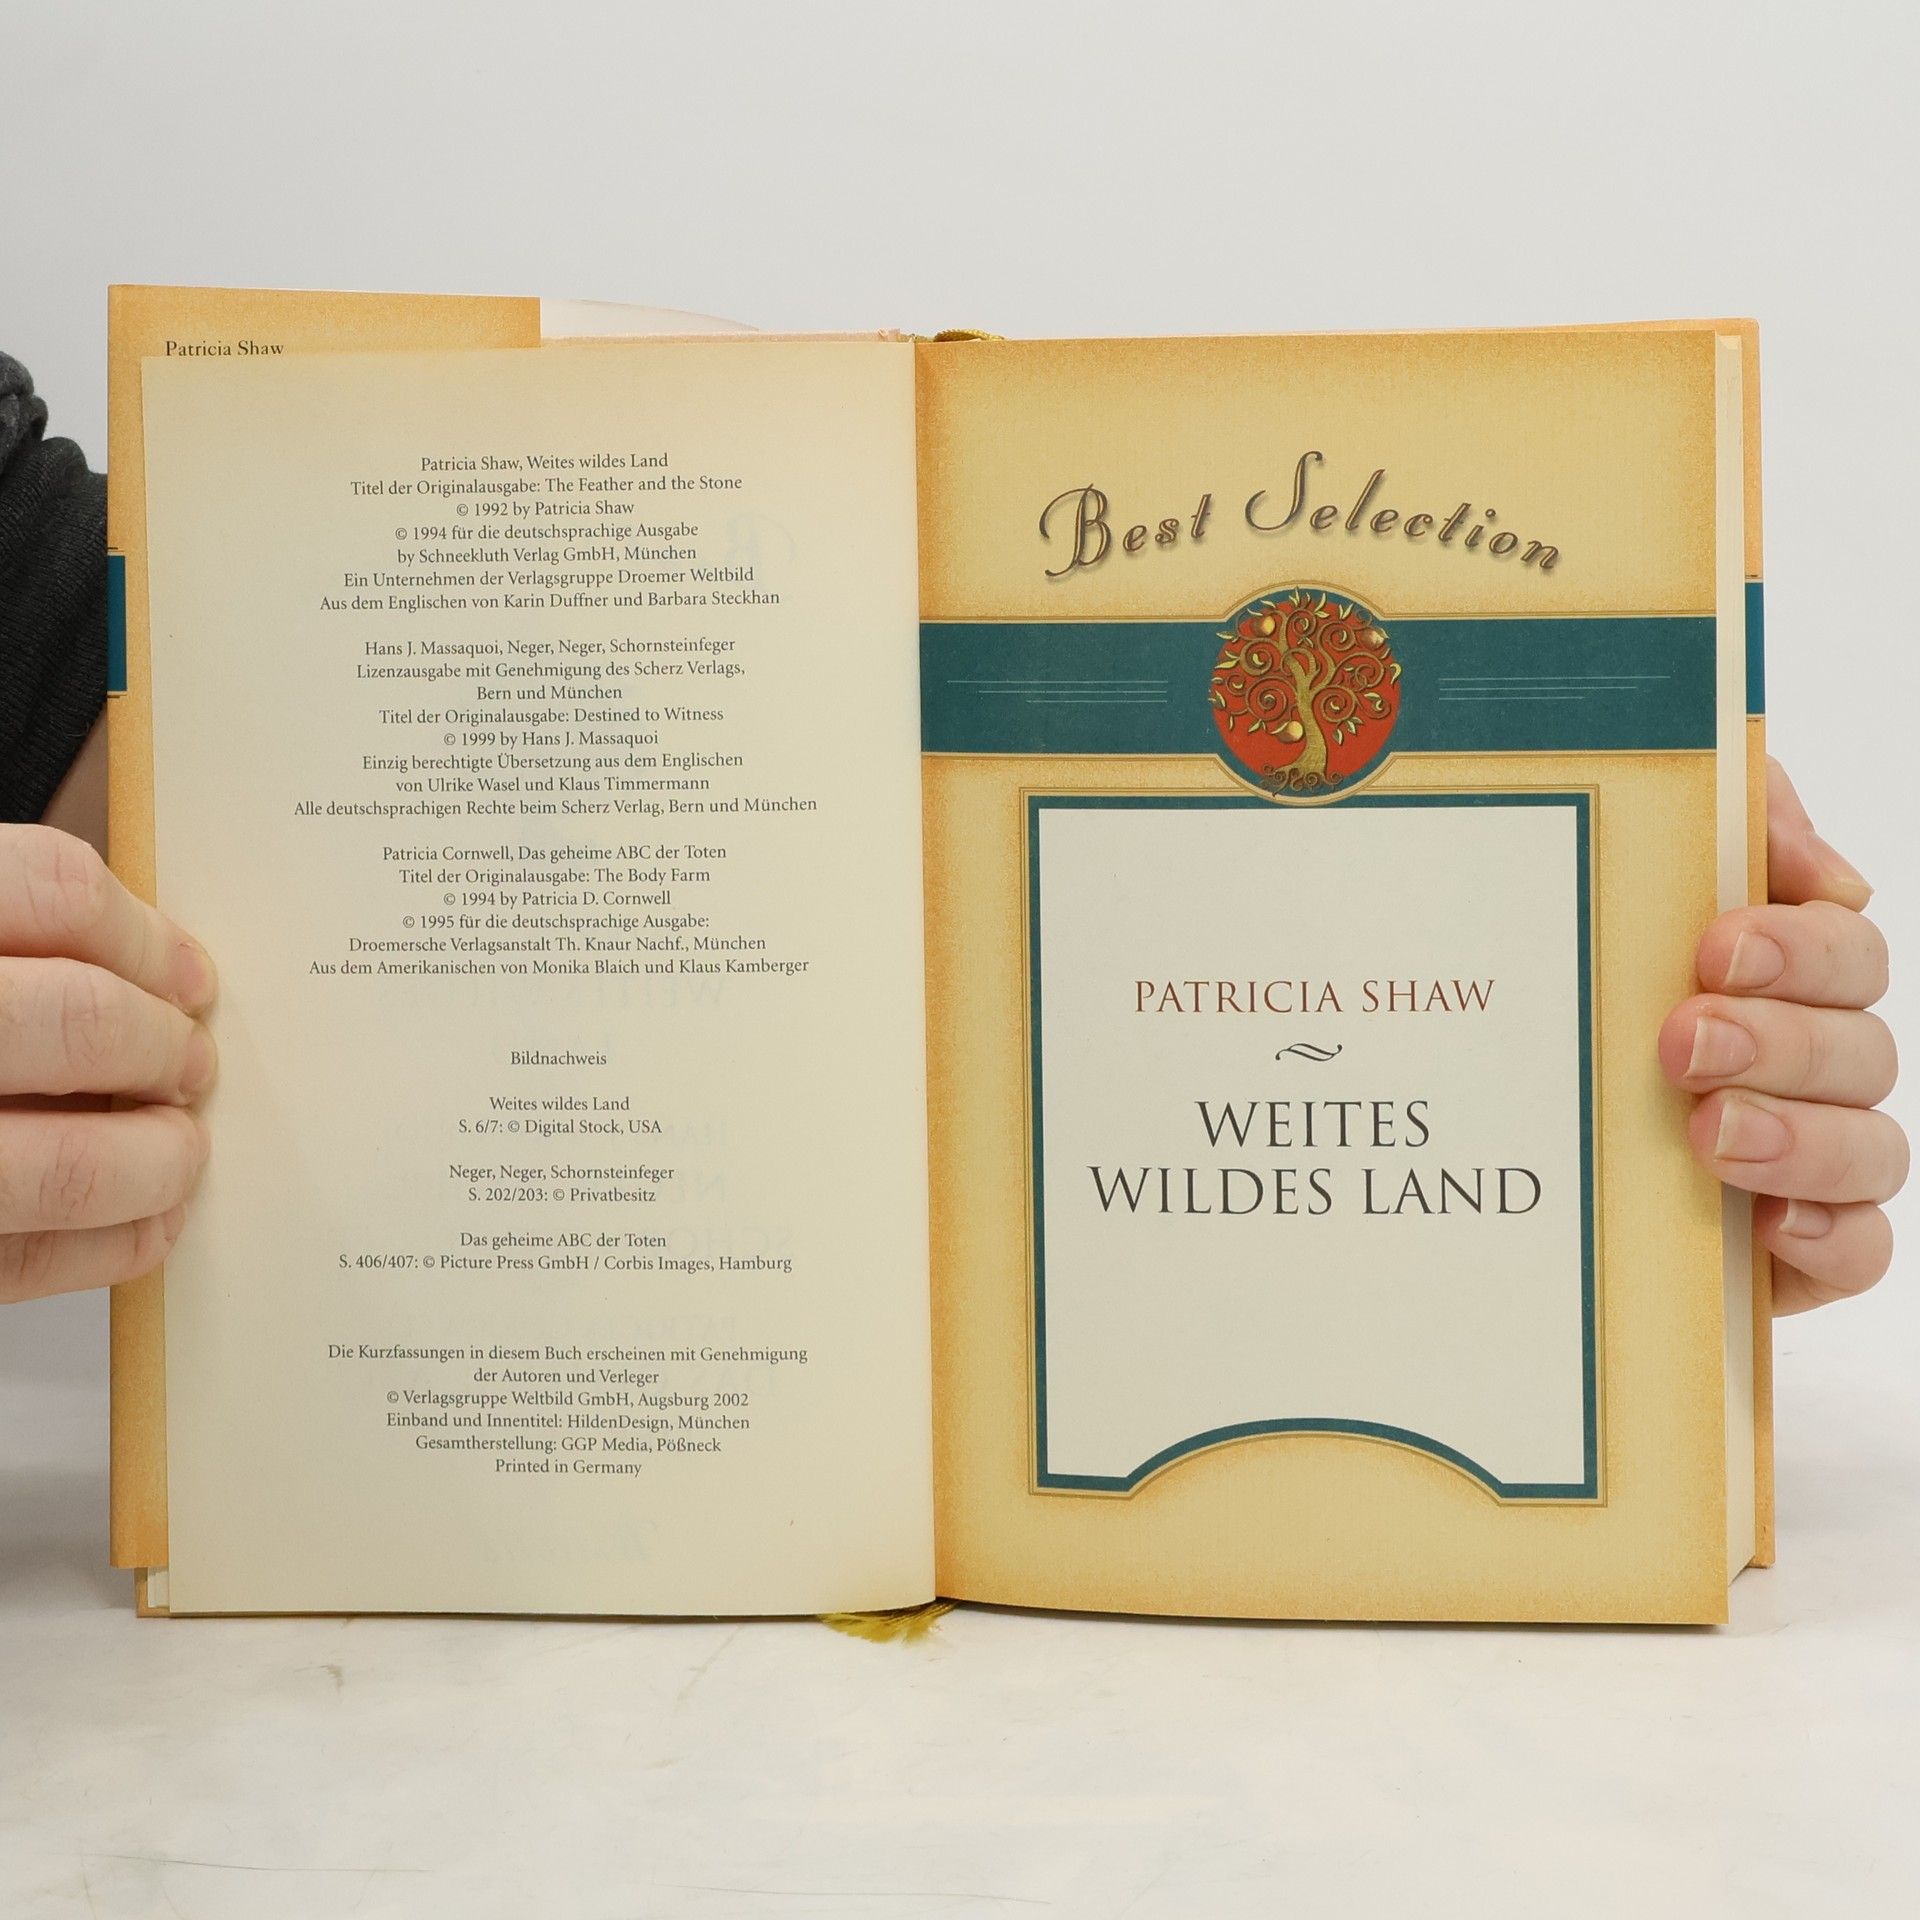 Patricia Shaw
Patricia Shaw, Weites wildes Land
Titel der Originalausgabe: The Feather and the Stone
© 1992 by Patricia Shaw
© 1994 für die deutschsprachige Ausgabe
by Schneekluth Verlag GmbH, München
Ein Unternehmen der Verlagsgruppe Droemer Weltbild
Aus dem Englischen von Karin Duffner und Barbara Steckhan
Hans J. Massaquoi, Neger, Neger, Schornsteinfeger
Lizenzausgabe mit Genehmigung des Scherz Verlags,
Bern und München
Titel der Originalausgabe: Destined to Witness
© 1999 by Hans J. Massaquoi
Einzig berechtigte Übersetzung aus dem Englischen
von Ulrike Wasel und Klaus Timmermann
Alle deutschsprachigen Rechte beim Scherz Verlag, Bern und München
Patricia Cornwell, Das geheime ABC der Toten
Titel der Originalausgabe: The Body Farm
© 1994 by Patricia D. Cornwell
© 1995 für die deutschsprachige Ausgabe:
Droemersche Verlagsanstalt Th. Knaur Nachf., München
Aus dem Amerikanischen von Monika Blaich und Klaus Kamberger
Bildnachweis
Weites wildes Land
S. 6/7: © Digital Stock, USA
Neger, Neger, Schornsteinfeger
S. 202/203: © Privatbesitz
Das geheime ABC der Toten
S. 406/407: © Picture Press GmbH / Corbis Images, Hamburg
Die Kurzfassungen in diesem Buch erscheinen mit Genehmigung
der Autoren und Verleger
© Verlagsgruppe Weltbild GmbH, Augsburg 2002
Einband und Innentitel: HildenDesign, München
Gesamtherstellung: GGP Media, Pößneck
Printed in Germany
Best Selection
PATRICIA SHAW
WEITES
WILDES LAND